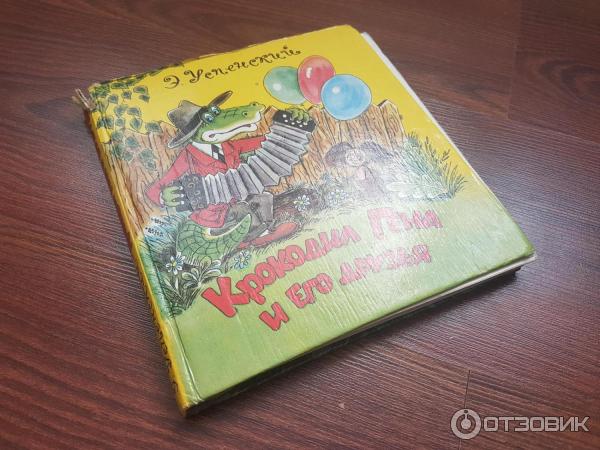 Э. Успенский
Крокодил Гена
и его друзья
ОТЗОВИК